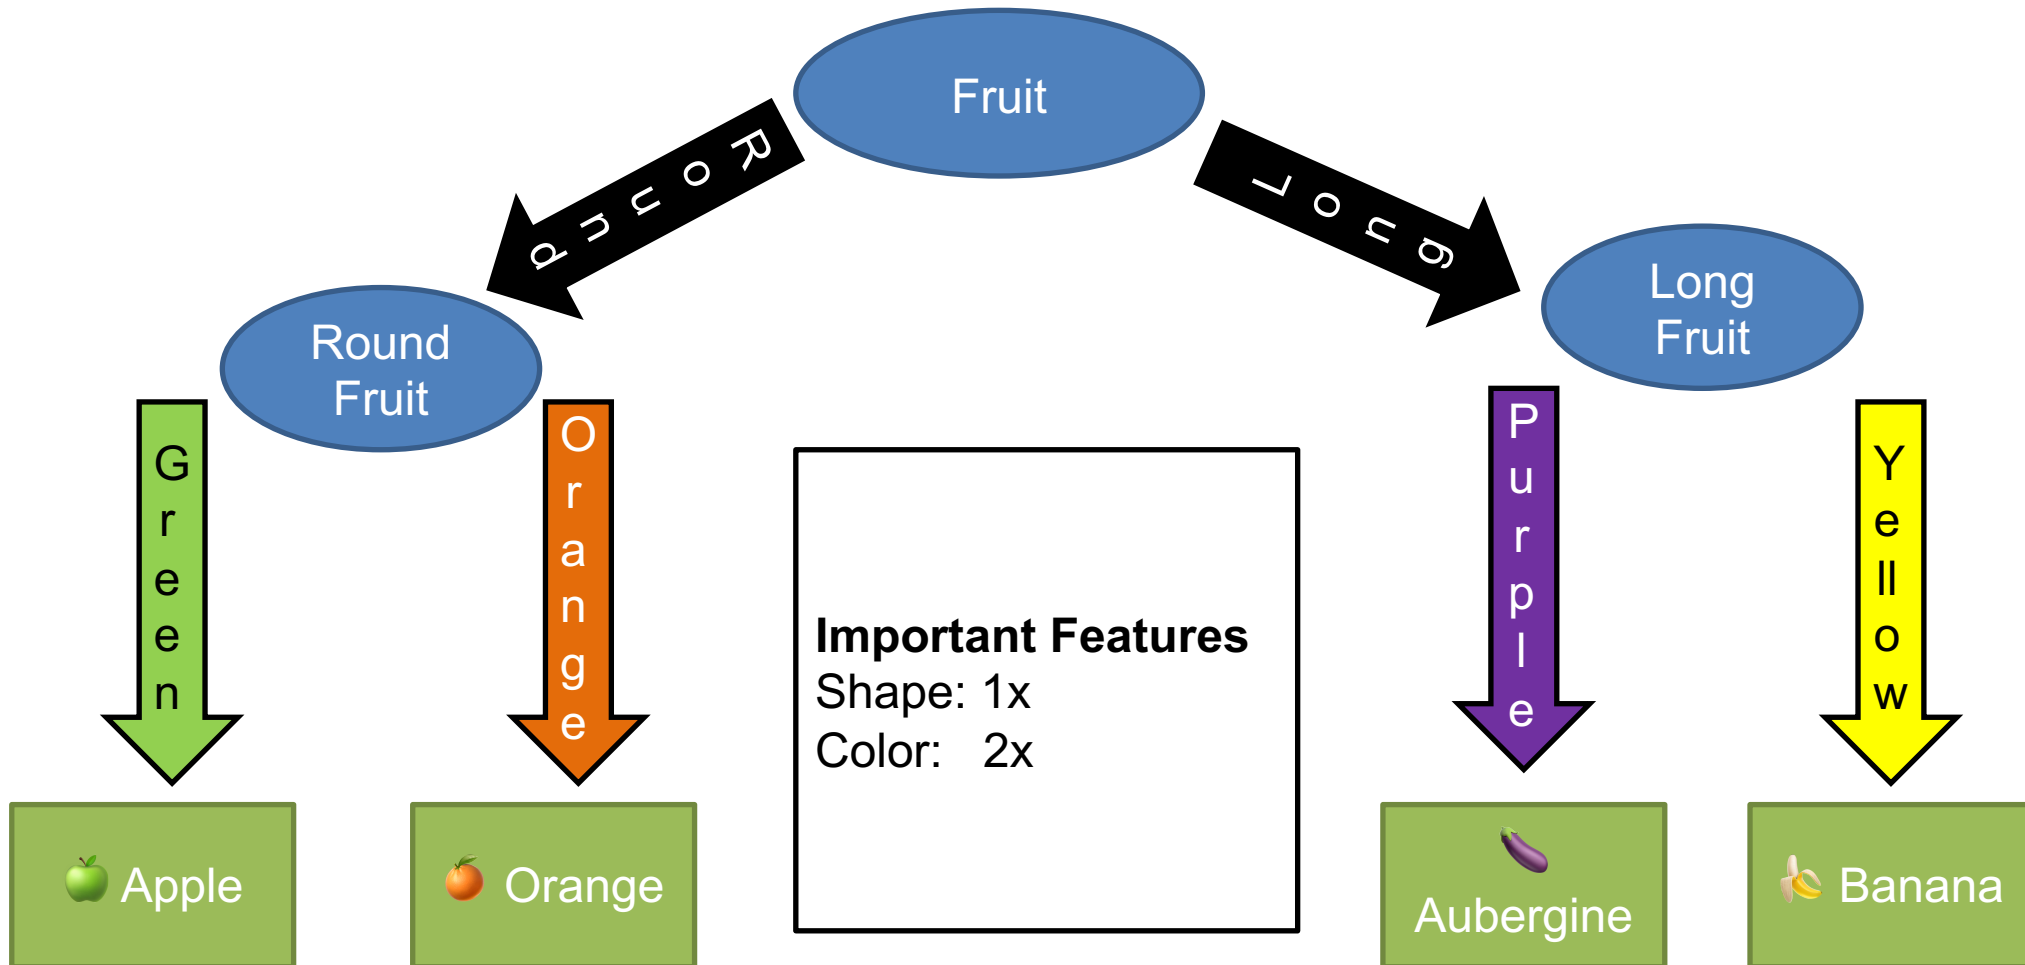 Fruit
Round
Long
Round
Fruit
Long
Fruit
Green
Orange
Purple
Yellow
Important Features
Shape: 1x
Color: 2x
Apple
Orange
Aubergine
Banana